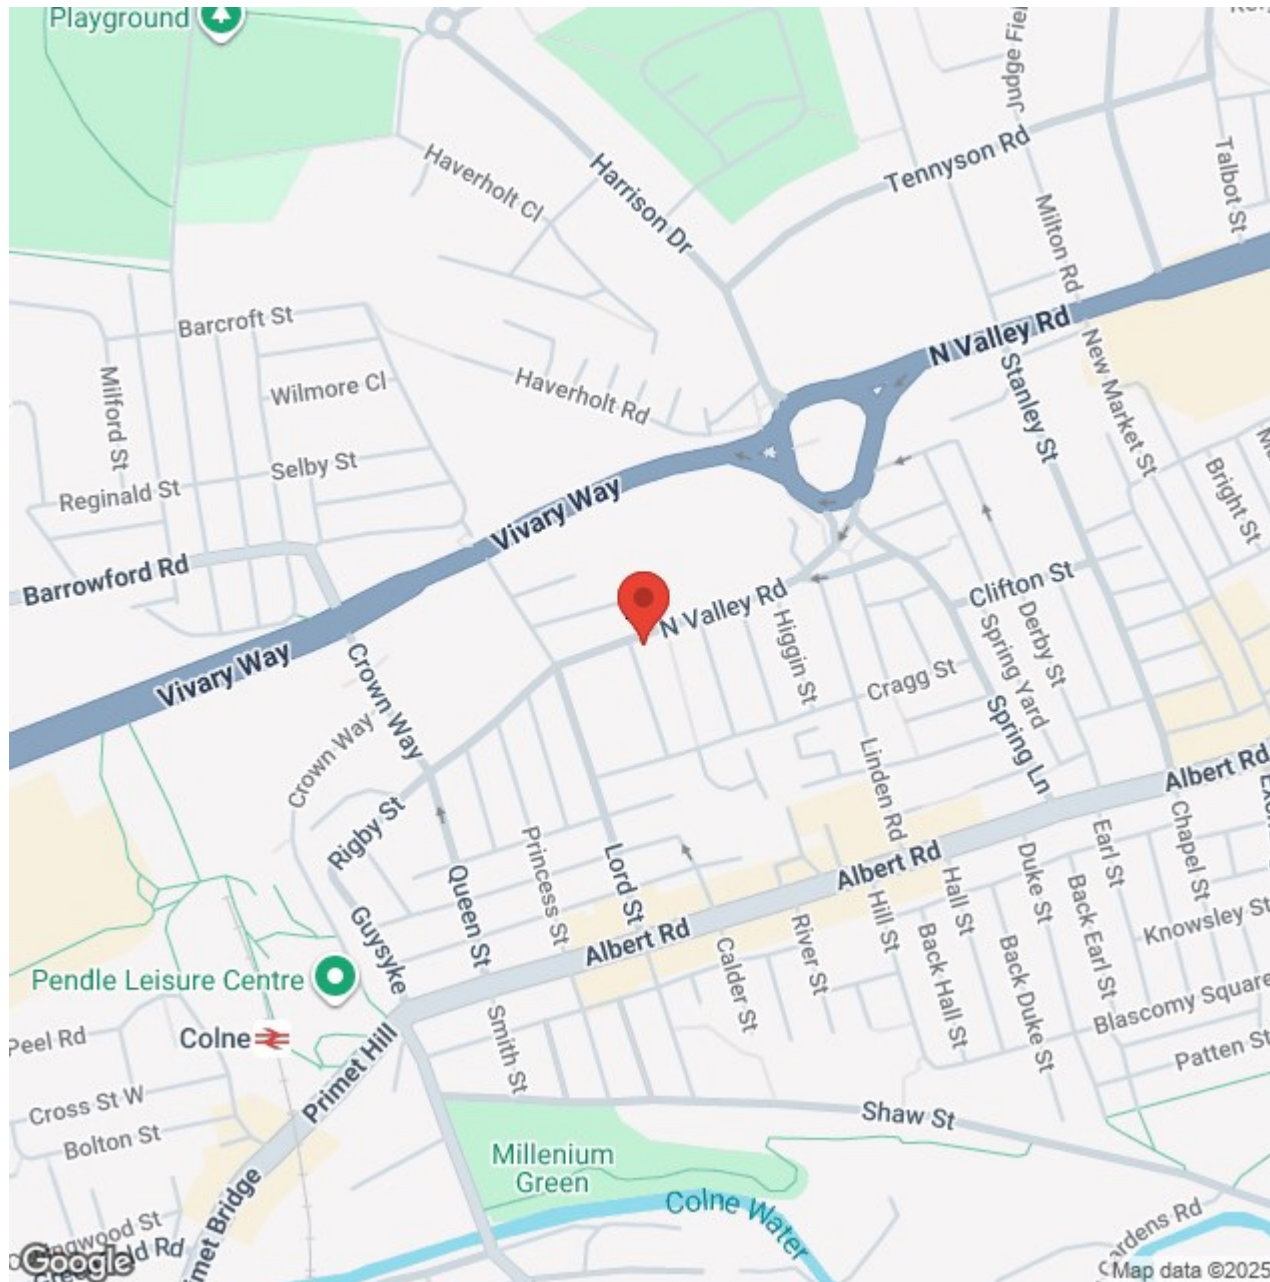 Playground
Judge Fiel
Harrison Dr
Haverholt Cl
Tennyson Rd
Talbot St
Milton Rd
Barcroft St
N Valley Rd
Milford St
Wilmore Cl
Haverholt Rd
Stanley St
New Market St
Selby St
Reginald St
Bright St
Vivary Way
Barrowford Rd
Clifton St
N Valley Rd
Higgin St
Derby St
Spring Yard
Vivary Way
Crown Way
Cragg St
Spring Ln
Crown Way
Linden Rd
Albert Rd
Rigby St
Princess St
Lord St
Albert Rd
Earl St
Chapel St
Queen St
Hall St
Duke St
Back Earl St
Hill St
Knowsley St
Guysyke
Albert Rd
River St
Calder St
Back Hall St
Back Duke St
Pendle Leisure Centre
Blascomy Square
Colne
Peel Rd
Smith St
Patten St
Primet Hill
Cross St W
Bolton St
Shaw St
Millenium
Green
Colne Water
Primet Bridge
Gardens Rd
Google
Map data ©2025